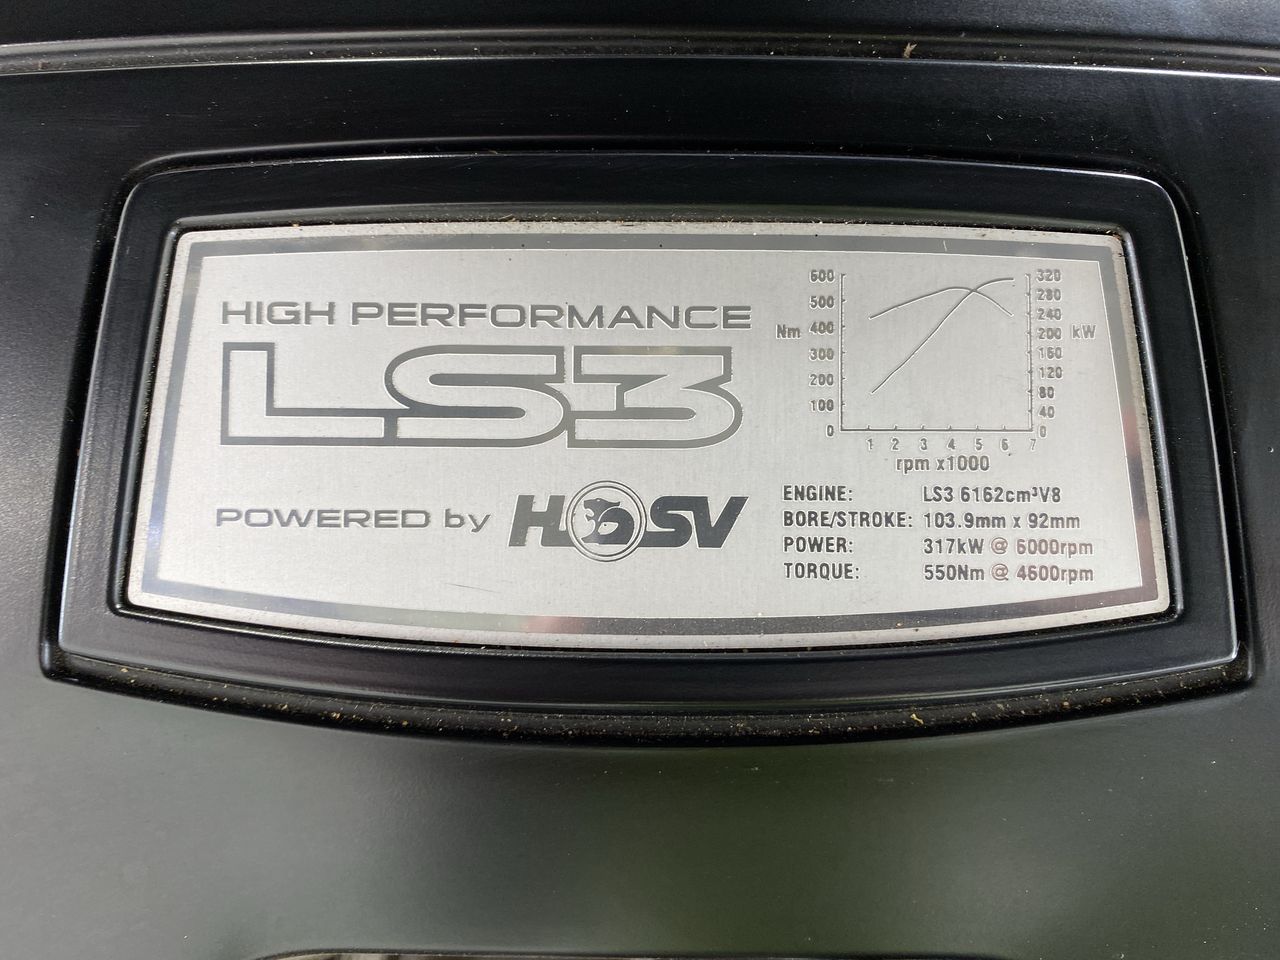 HIGH PERFORMANCE
LS3
POWERED by HSV
600
500
Nm 400
300
200
100
0
320
280
240
200 kW
160
120
80
40
0
1 2 3 4 5 6 7
rpm x1000
ENGINE: LS3 6162cm³V8
BORE/STROKE: 103.9mm x 92mm
POWER: 317kW @ 6000rpm
TORQUE: 550Nm @ 4600rpm